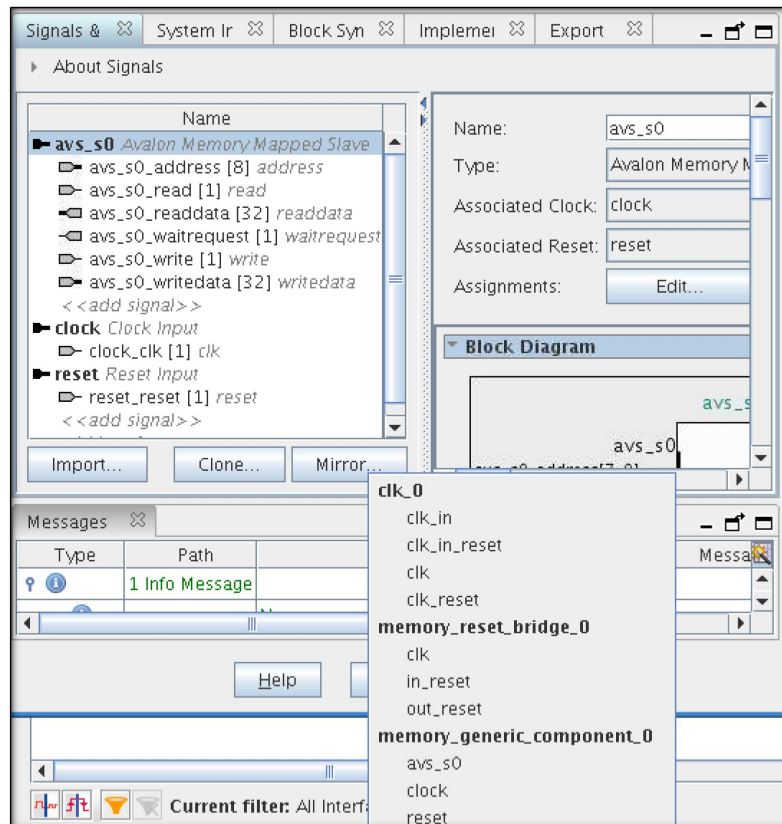 Signals & System Ir Block Syn Implemei Export
About Signals
Name
avs_s0 Avalon Memory Mapped Slave
avs_s0_address [8] address
avs_s0_read [1] read
avs_s0_readdata [32] readdata
avs_s0_waitrequest [1] waitrequest
avs_s0_write [1] write
avs_s0_writedata [32] writedata
<<add signal>>
clock Clock Input
clock_clk [1] clk
reset Reset Input
reset_reset [1] reset
<<add signal>>
Import... Clone... Mirror...
Name: avs_s0
Type: Avalon Memory M
Associated Clock: clock
Associated Reset: reset
Assignments: Edit...
Block Diagram
avs_s
avs_s0
clk_0
clk_in
clk_in_reset
clk
clk_reset
memory_reset_bridge_0
clk
in_reset
out_reset
memory_generic_component_0
avs_s0
clock
reset
Messages
Type Path Messa
1 Info Message
Help
Current filter: All Interfa